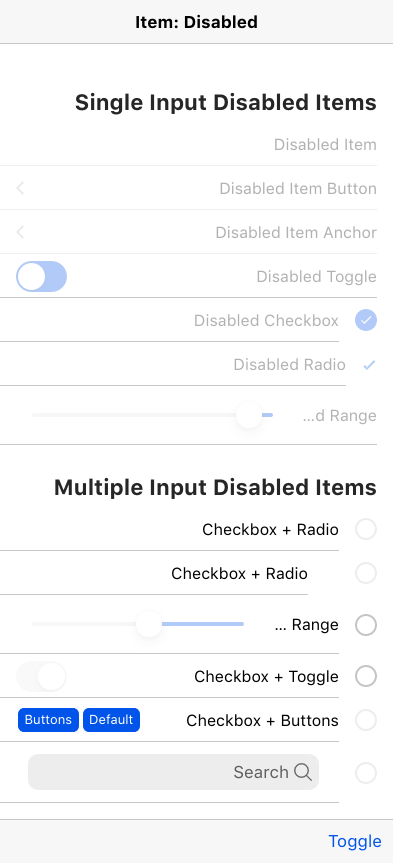 Item: Disabled
Single Input Disabled Items
Disabled Item
Disabled Item Button
Disabled Item Anchor
Disabled Toggle
Disabled Checkbox
Disabled Radio
...d Range
Multiple Input Disabled Items
Checkbox + Radio
Checkbox + Radio
... Range
Checkbox + Toggle
Checkbox + Buttons Default Buttons
Search
Toggle